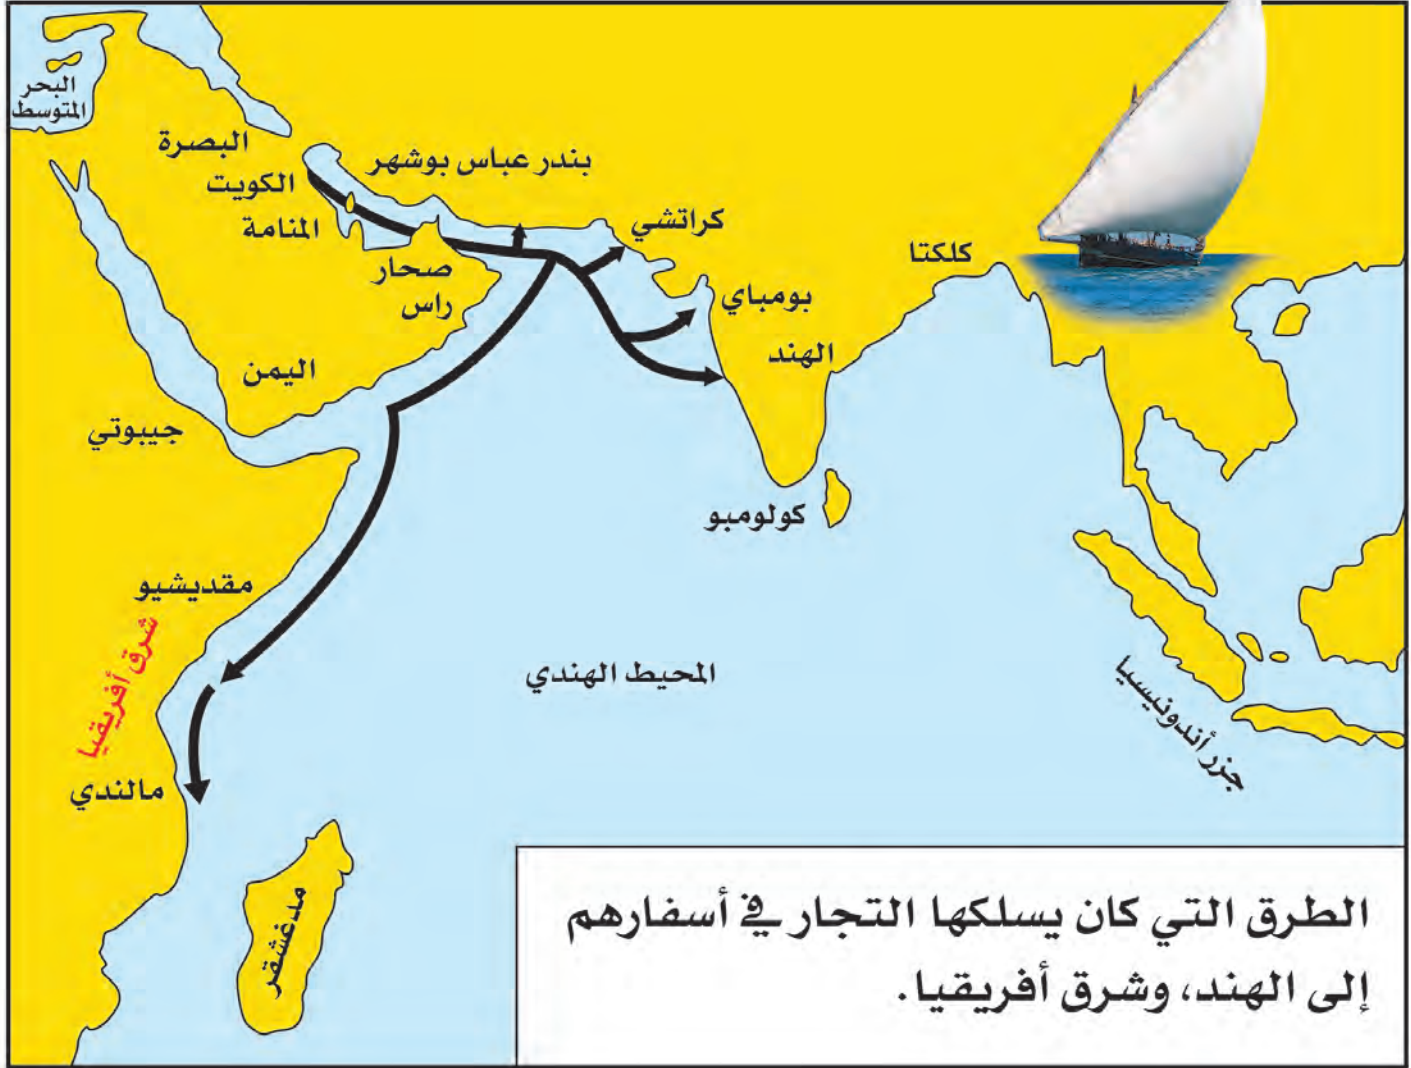 البحر
المتوسط
البصرة
الكويت
المنامة
بندر عباس بوشهر
كراتشي
صحار
راس
بومباي
كلكتا
الهند
اليمن
جيبوتي
كولومبو
مقديشيو
شرق أفريقيا
المحيط الهندي
جزر أندونيسيا
مالندي
مدغشقر
الطرق التي كان يسلكها التجار في أسفارهم
إلى الهند، وشرق أفريقيا.